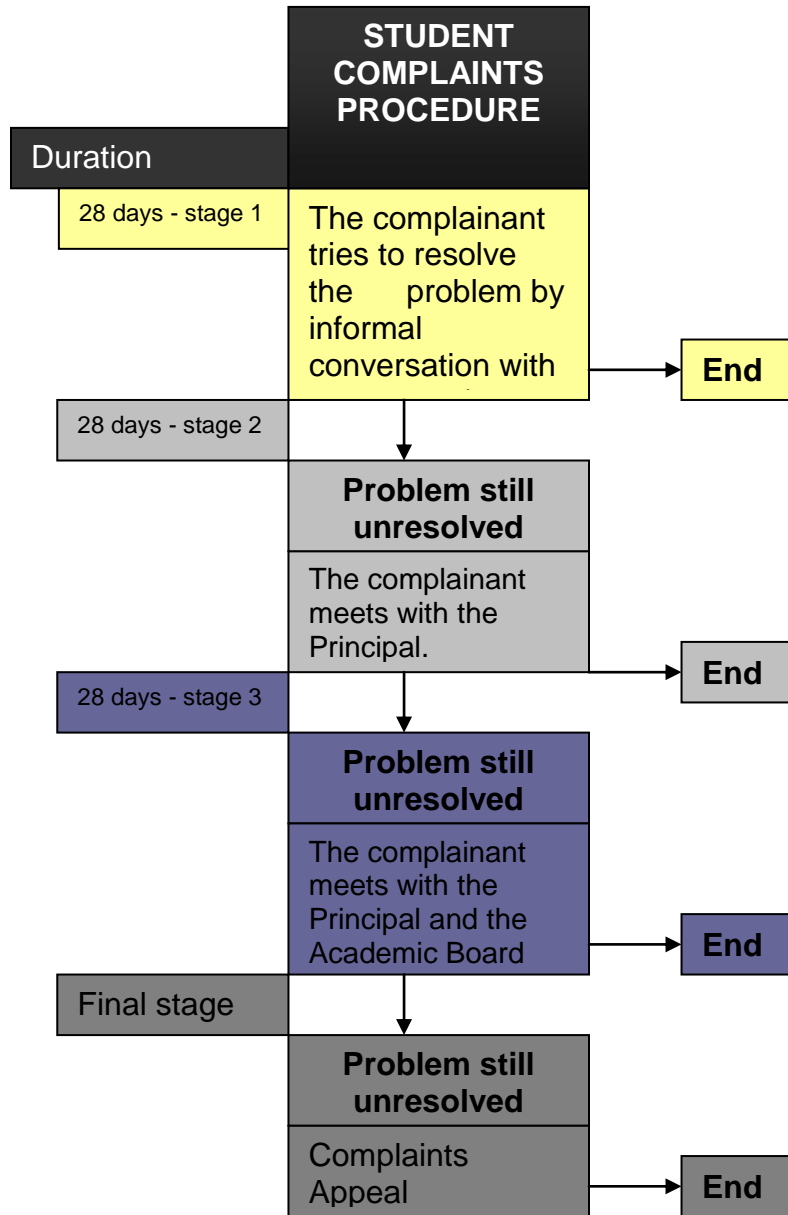 STUDENT
COMPLAINTS
PROCEDURE
Duration
28 days - stage 1
The complainant
tries to resolve
the problem by
informal
conversation with
End
28 days - stage 2
Problem still
unresolved
The complainant
meets with the
Principal.
End
28 days - stage 3
Problem still
unresolved
The complainant
meets with the
Principal and the
Academic Board
End
Final stage
Problem still
unresolved
Complaints
Appeal
End